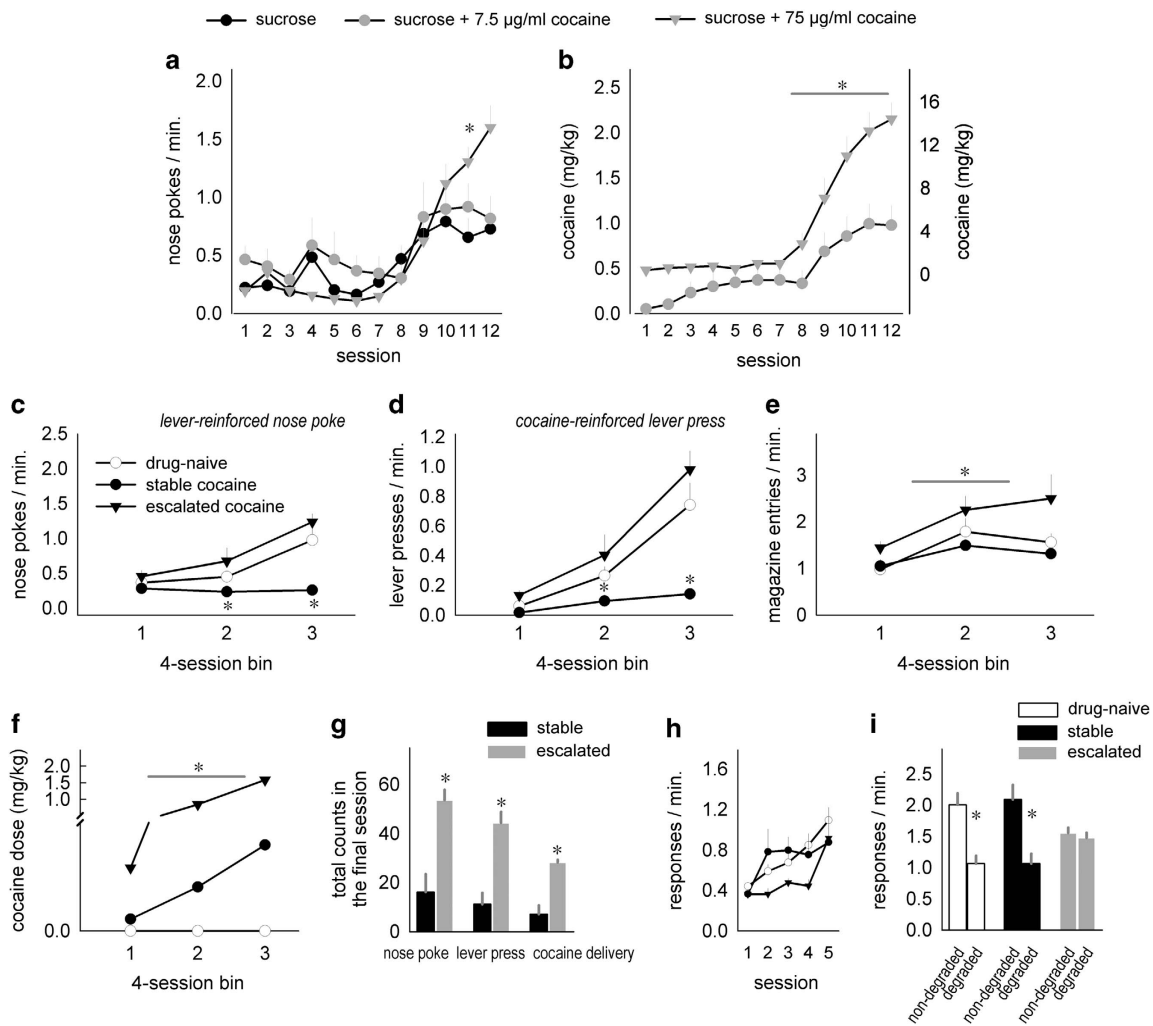 sucrose
sucrose + 7.5 µg/ml cocaine
sucrose + 75 µg/ml cocaine
a
nose pokes / min.
2.0
1.5
1.0
0.5
0.0
1 2 3 4 5 6 7 8 9 10 11 12
session
*
b
cocaine (mg/kg)
2.5
2.0
1.5
1.0
0.5
0.0
1 2 3 4 5 6 7 8 9 10 11 12
session
*
16
12
8
4
0
cocaine (mg/kg)
c
lever-reinforced nose poke
nose pokes / min.
2.5
2.0
1.5
1.0
0.5
0.0
drug-naive
stable cocaine
escalated cocaine
* *
1 2 3
4-session bin
d
cocaine-reinforced lever press
lever presses / min.
1.2
1.0
0.8
0.6
0.4
0.2
0.0
* *
1 2 3
4-session bin
e
magazine entries / min.
3
2
1
0
*
1 2 3
4-session bin
f
cocaine dose (mg/kg)
2.0
1.5
1.0
0.0
*
1 2 3
4-session bin
g
stable
escalated
total counts in
the final session
60
40
20
0
* * *
nose poke lever press cocaine delivery
h
responses / min.
1.6
1.2
0.8
0.4
0.0
1 2 3 4 5
session
i
drug-naive
stable
escalated
responses / min.
2.5
2.0
1.5
1.0
0.5
0.0
* *
non-degraded
degraded
non-degraded
degraded
non-degraded
degraded